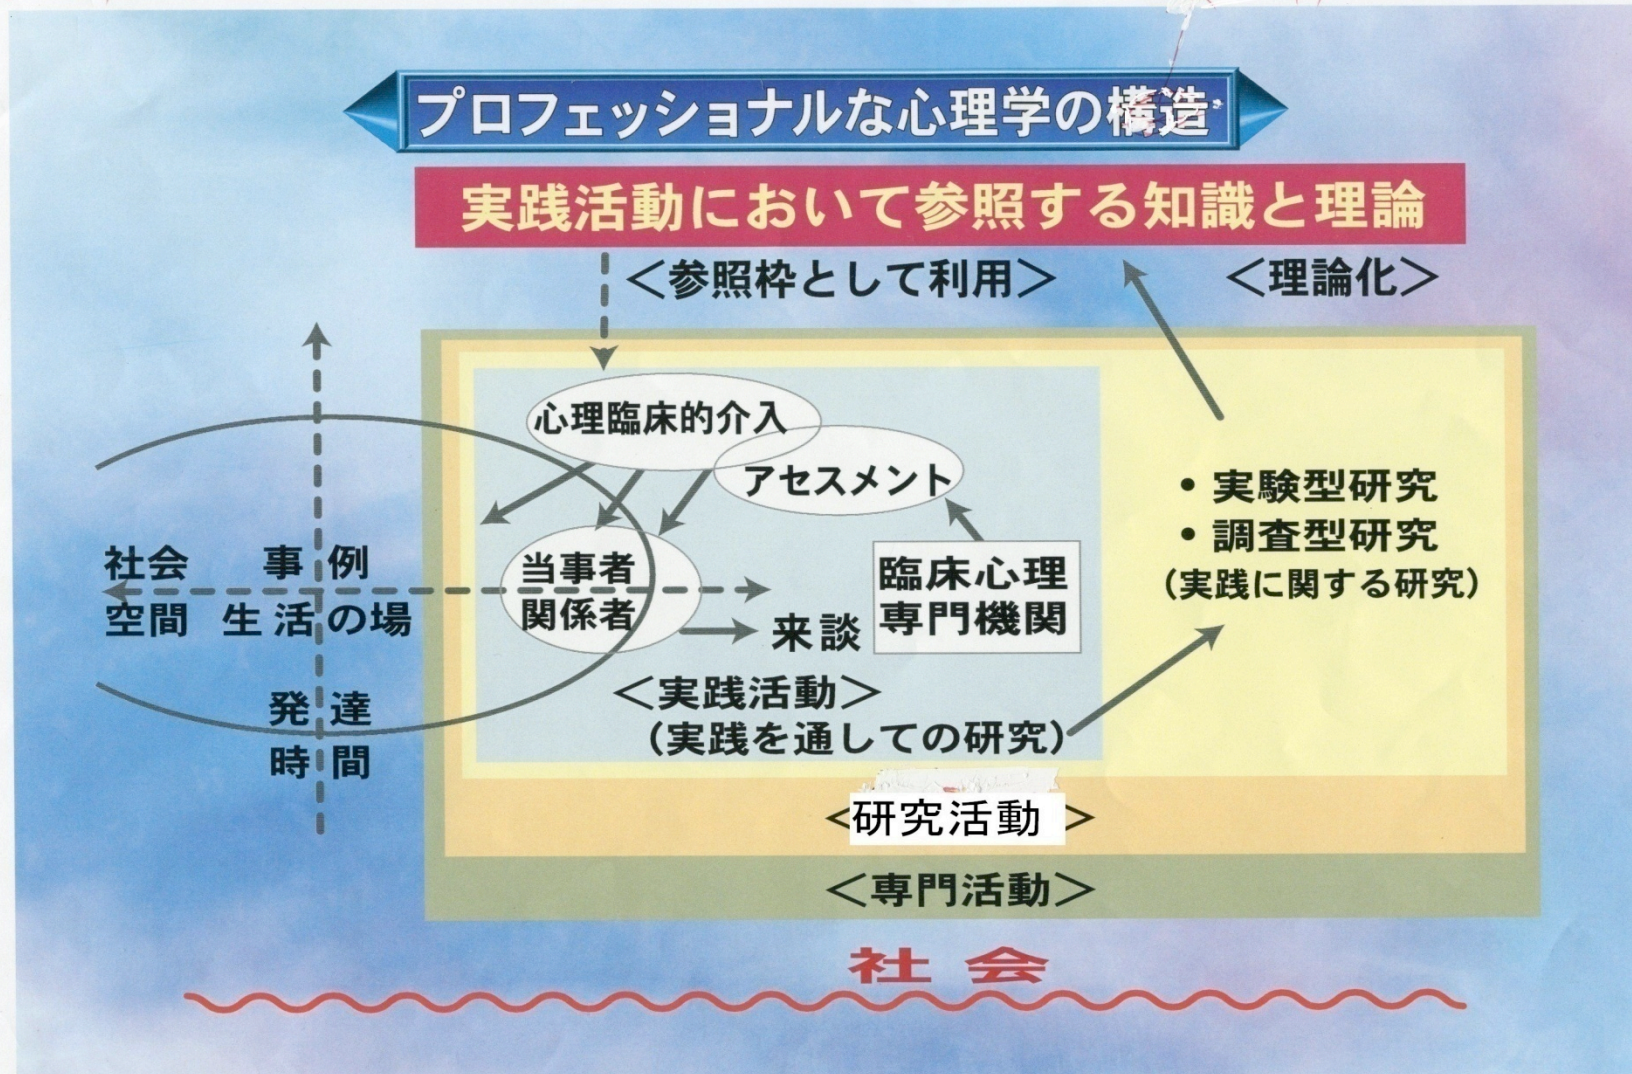 プロフェッショナルな心理学の構造
実践活動において参照する知識と理論
＜参照枠として利用＞
＜理論化＞
心理臨床的介入
アセスメント
・実験型研究
・調査型研究
（実践に関する研究）
社会
空間
事例
生活の場
当事者
関係者
来談
臨床心理
専門機関
発達
時間
＜実践活動＞
（実践を通しての研究）
＜研究活動＞
＜専門活動＞
社会